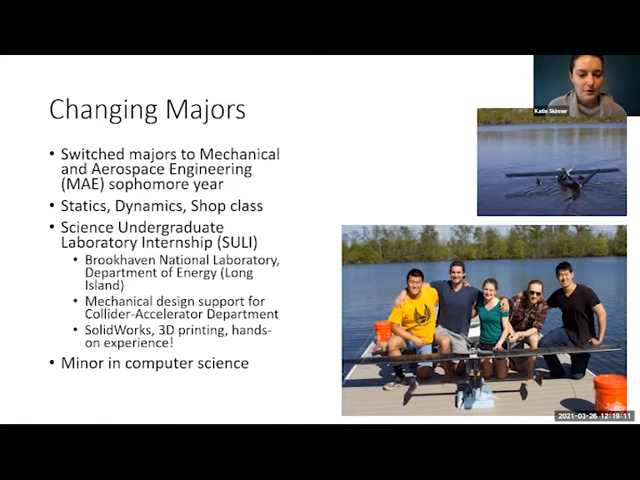 Katie Skinner
Changing Majors
• Switched majors to Mechanical
and Aerospace Engineering
(MAE) sophomore year
• Statics, Dynamics, Shop class
• Science Undergraduate
Laboratory Internship (SULI)
• Brookhaven National Laboratory,
Department of Energy (Long
Island)
• Mechanical design support for
Collider-Accelerator Department
• SolidWorks, 3D printing, hands-
on experience!
• Minor in computer science
2021-03-26 12:19:11